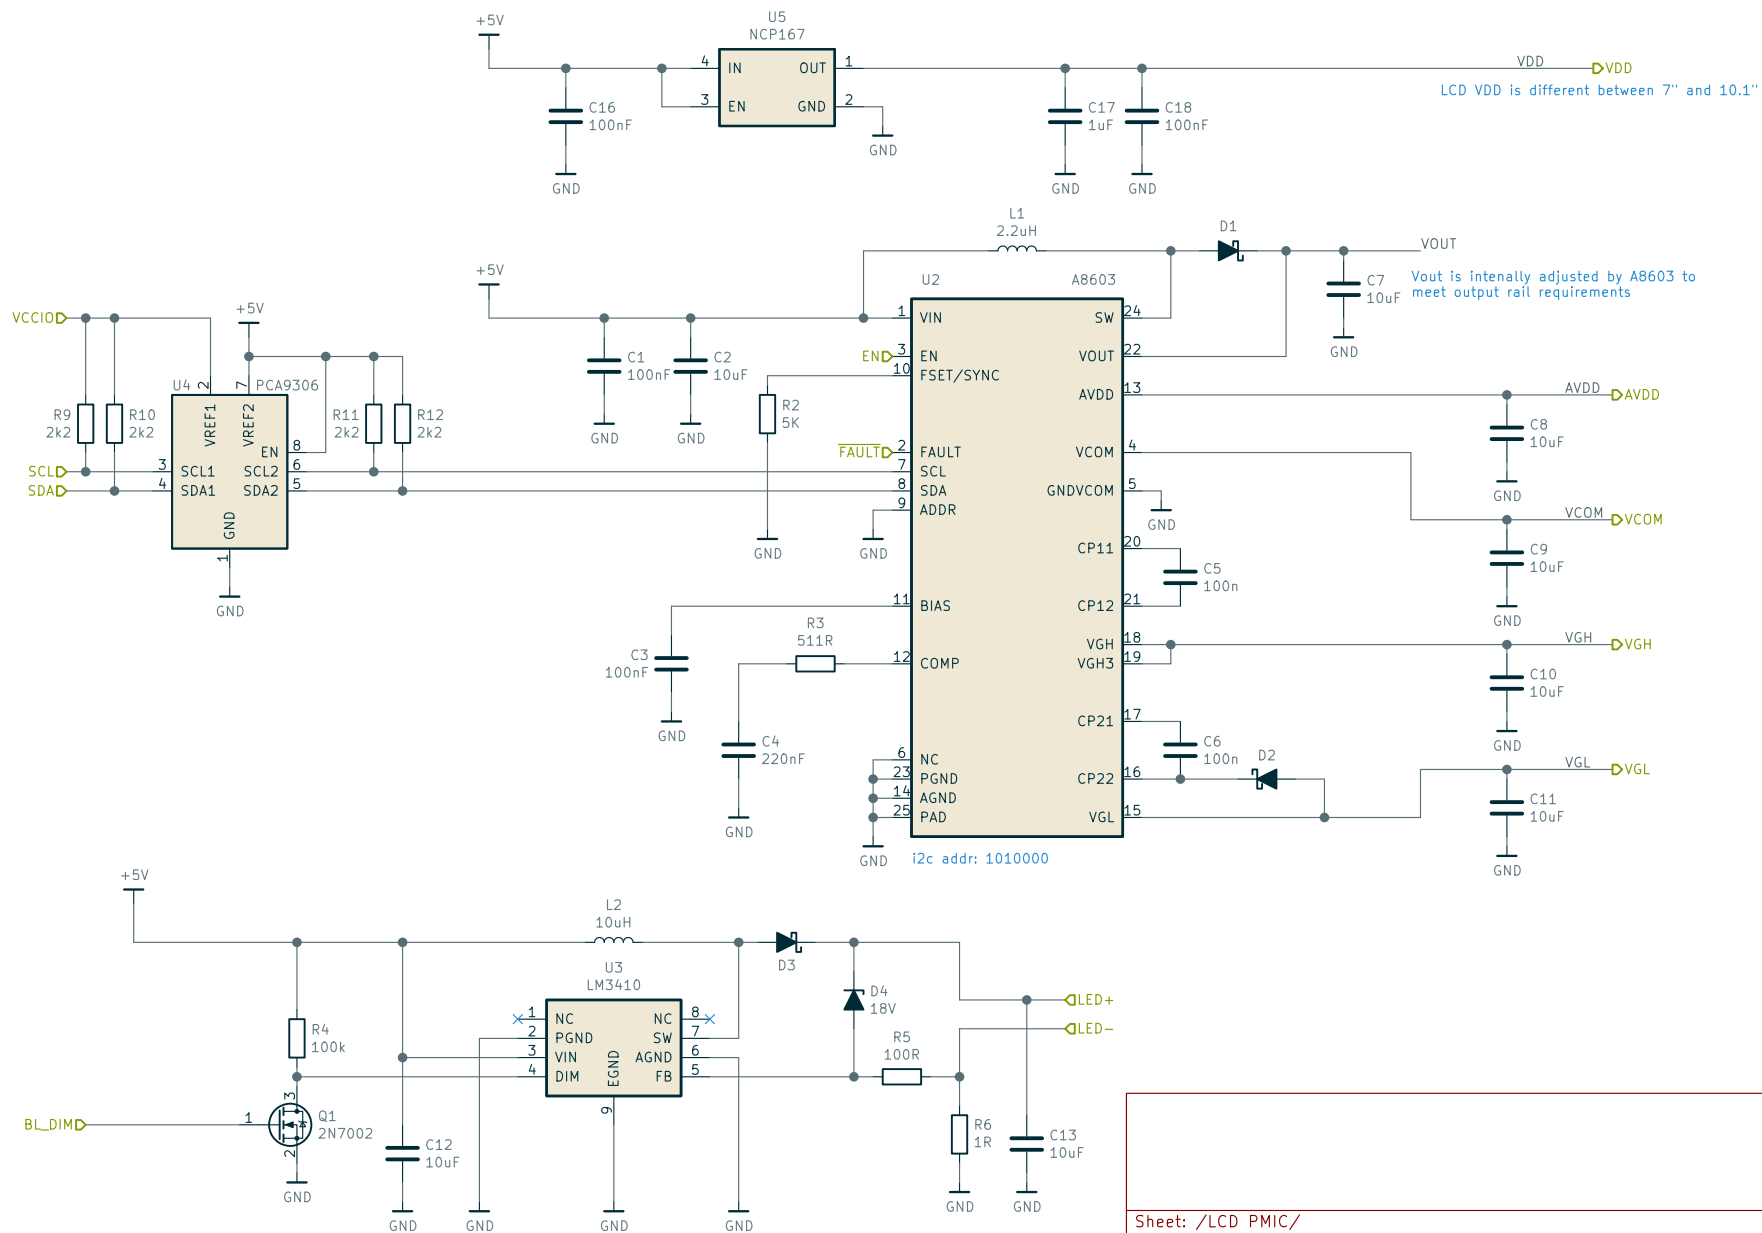 +5V
U5
NCP167
4 IN OUT 1
3 EN GND 2
C16
100nF
GND
GND
C17
1uF
GND
C18
100nF
GND
VDD
VDD
LCD VDD is different between 7" and 10.1"
L1
2.2uH
D1
VOUT
C7
10uF
GND
Vout is intenally adjusted by A8603 to
meet output rail requirements
+5V
C1
100nF
GND
C2
10uF
GND
EN
R2
5K
GND
FAULT
GND
U2 A8603
1 VIN
3 EN
10 FSET/SYNC
2 FAULT
7 SCL
8 SDA
9 ADDR
11 BIAS
12 COMP
6 NC
23 PGND
14 AGND
25 PAD
SW 24
VOUT 22
AVDD 13
VCOM 4
GNDVCOM 5
CP11 20
CP12 21
VGH 18
VGH3 19
CP21 17
CP22 16
VGL 15
GND
i2c addr: 1010000
VCCIO
+5V
R9
2k2
R10
2k2
U4 PCA9306
2 VREF1
7 VREF2
EN 8
3 SCL1 SCL2 6
4 SDA1 SDA2 5
GND
1
GND
R11
2k2
R12
2k2
SCL
SDA
C3
100nF
GND
R3
511R
C4
220nF
GND
GND
C5
100n
C6
100n
D2
AVDD
AVDD
C8
10uF
GND
VCOM
VCOM
C9
10uF
GND
VGH
VGH
C10
10uF
GND
VGL
VGL
C11
10uF
GND
+5V
L2
10uH
D3
U3
LM3410
1 NC NC 8
2 PGND SW 7
3 VIN AGND 6
4 DIM FB 5
EGND
9
R4
100k
BL_DIM
1
3
2
Q1
2N7002
GND
C12
10uF
GND
GND
GND
GND
D4
18V
R5
100R
R6
1R
GND
C13
10uF
GND
LED+
LED-
Sheet: /LCD PMIC/